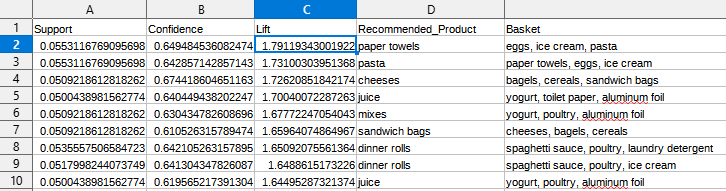 A B C D
1 Support Confidence Lift Recommended_Product Basket
2 0.0553116769095698 0.649484536082474 1.79119343001922 paper towels eggs, ice cream, pasta
3 0.0553116769095698 0.642857142857143 1.73100303951368 pasta paper towels, eggs, ice cream
4 0.0509218612818262 0.674418604651163 1.72620851842174 cheeses bagels, cereals, sandwich bags
5 0.0500438981562774 0.640449438202247 1.70040072287263 juice yogurt, toilet paper, aluminum foil
6 0.0509218612818262 0.630434782608696 1.67772247054043 mixes yogurt, poultry, aluminum foil
7 0.0509218612818262 0.610526315789474 1.65964074864967 sandwich bags cheeses, bagels, cereals
8 0.0535557506584723 0.642105263157895 1.65092075561364 dinner rolls spaghetti sauce, poultry, laundry detergent
9 0.0517998244073749 0.641304347826087 1.6488615173226 dinner rolls spaghetti sauce, poultry, ice cream
10 0.0500438981562774 0.619565217391304 1.64495287321374 juice yogurt, poultry, aluminum foil